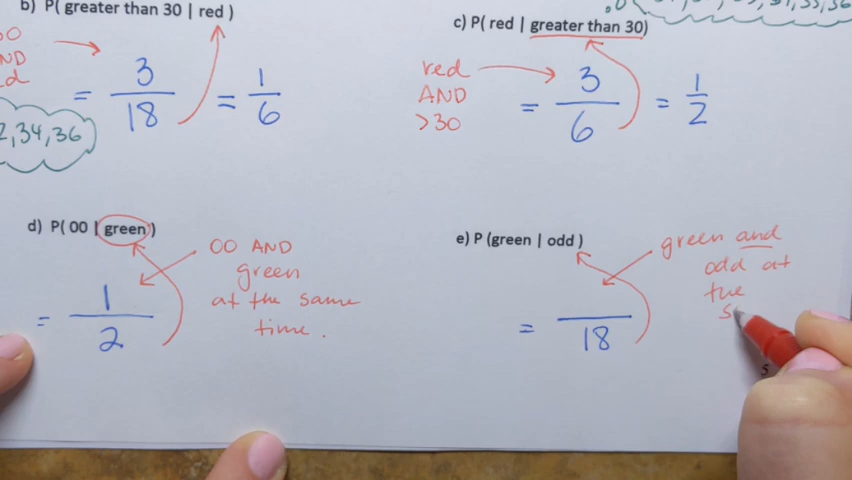 b) P( greater than 30 | red )
AND
= 3/18 = 1/6
34, 36
c) P( red | greater than 30)
red
AND
>30
= 3/6 = 1/2
d) P( 00 | green )
00 AND
green
at the same
time.
= 1/2
e) P (green | odd )
green and
odd at
the
s
= /18
5